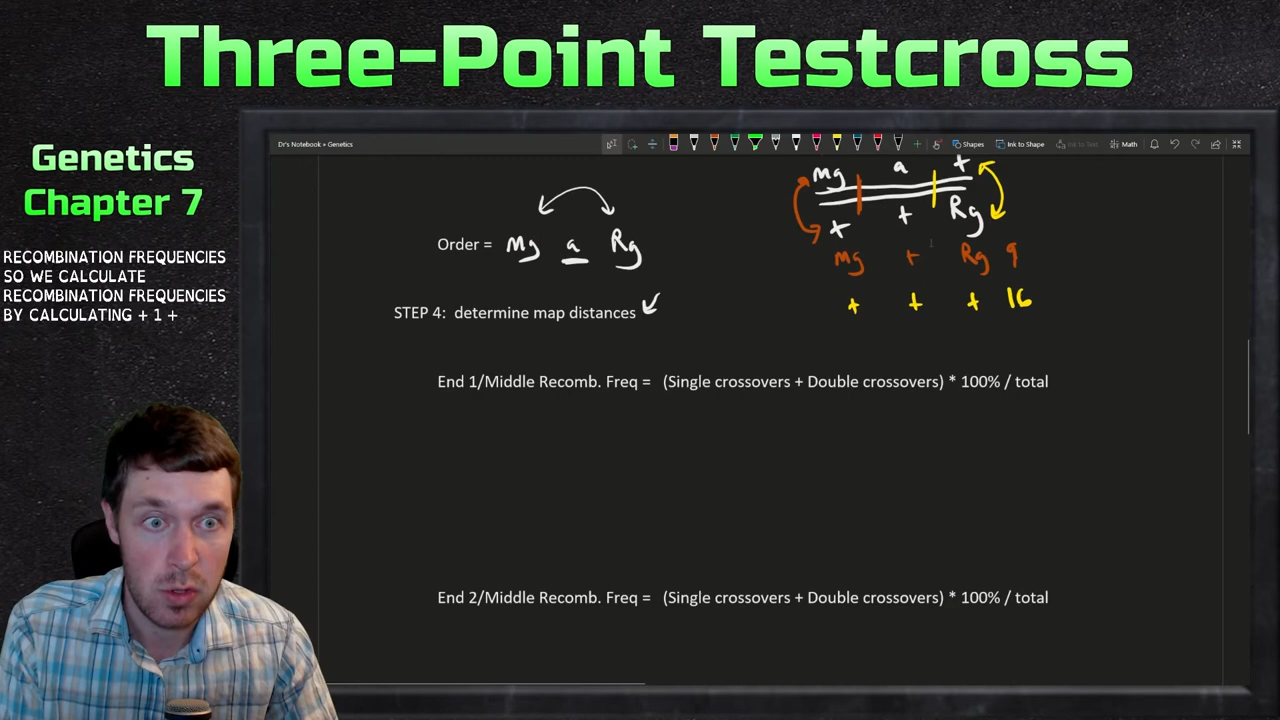 Three-Point Testcross
Genetics
Chapter 7
RECOMBINATION FREQUENCIES
SO WE CALCULATE
RECOMBINATION FREQUENCIES
BY CALCULATING + 1 +
Dr's Notebook • Genetics
Shapes
Ink to Shape
Ink to Text
Math
Mg a +
+ + Rg
Mg + Rg 9
+ + + 16
Order = Mg a Rg
STEP 4: determine map distances
End 1/Middle Recomb. Freq = (Single crossovers + Double crossovers) * 100% / total
End 2/Middle Recomb. Freq = (Single crossovers + Double crossovers) * 100% / total